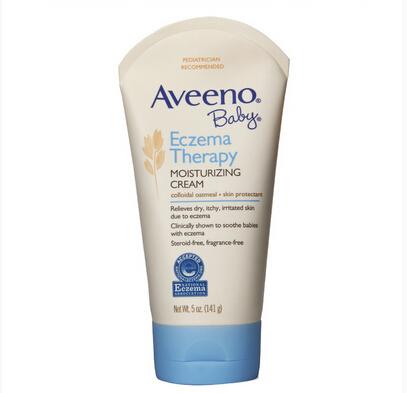 PEDIATRICIAN
RECOMMENDED
Aveeno®
Baby®
Eczema
Therapy
MOISTURIZING
CREAM
colloidal oatmeal • skin protectant
Relieves dry, itchy, irritated skin
due to eczema
Clinically shown to soothe babies
with eczema
Steroid-free, fragrance-free
ACCEPTED
NATIONAL
Eczema
ASSOCIATION
Net Wt. 5 oz. (141 g)